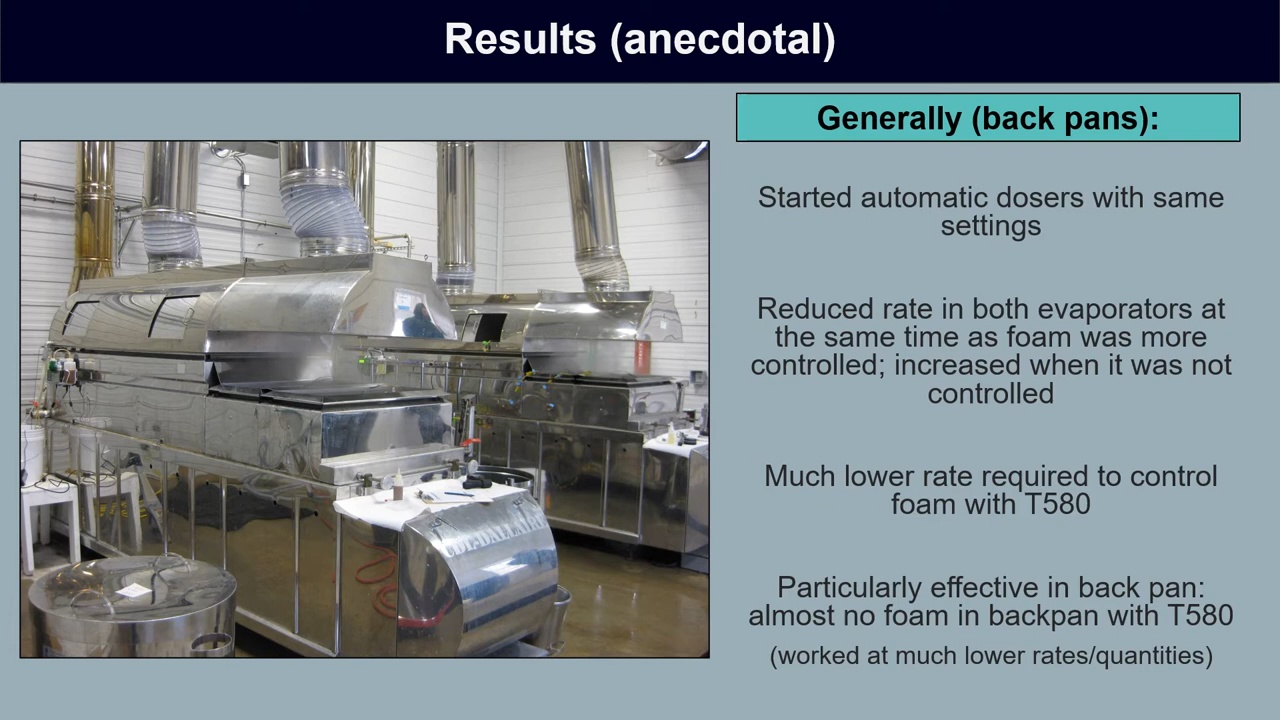 Results (anecdotal)
Generally (back pans):
Started automatic dosers with same
settings
Reduced rate in both evaporators at
the same time as foam was more
controlled; increased when it was not
controlled
Much lower rate required to control
foam with T580
Particularly effective in back pan:
almost no foam in backpan with T580
(worked at much lower rates/quantities)